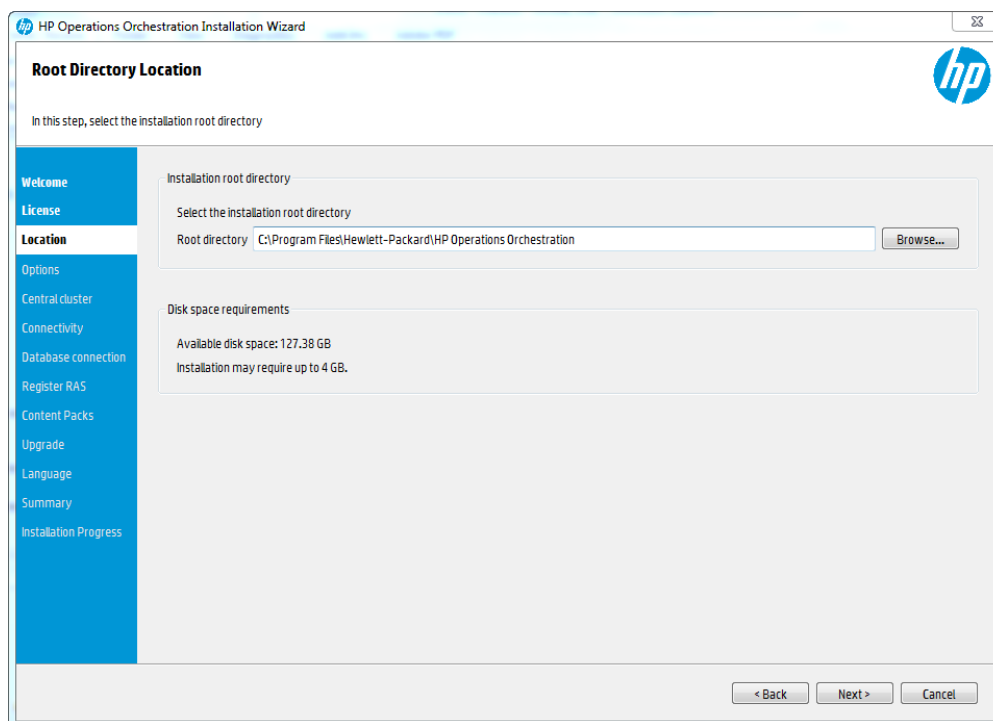 HP Operations Orchestration Installation Wizard
Root Directory Location
hp
In this step, select the installation root directory
Welcome
License
Location
Options
Central cluster
Connectivity
Database connection
Register RAS
Content Packs
Upgrade
Language
Summary
Installation Progress
Installation root directory
Select the installation root directory
Root directory C:\Program Files\Hewlett-Packard\HP Operations Orchestration Browse...
Disk space requirements
Available disk space: 127.38 GB
Installation may require up to 4 GB.
< Back Next > Cancel